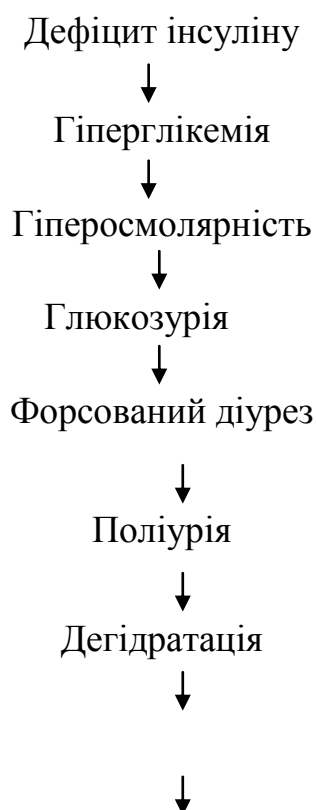 Дефіцит інсуліну
Гіперглікемія
Гіперосмолярність
Глюкозурія
Форсований діурез
Поліурія
Дегідратація